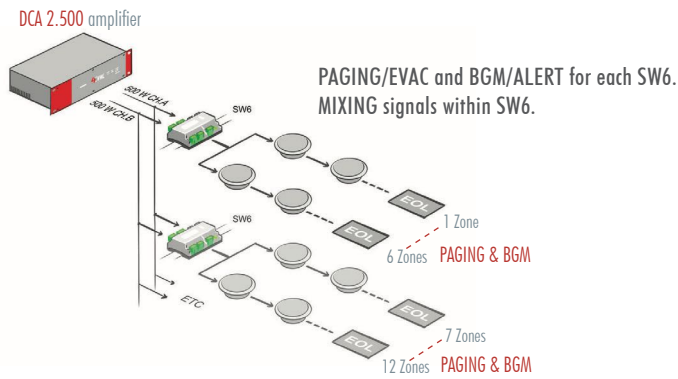 DCA 2.500 amplifier
500 W CH.A
500 W CH.B
PAGING/EVAC and BGM/ALERT for each SW6.
MIXING signals within SW6.
SW6
EOL
1 Zone
EOL
6 Zones PAGING & BGM
SW6
ETC
EOL
7 Zones
EOL
12 Zones PAGING & BGM